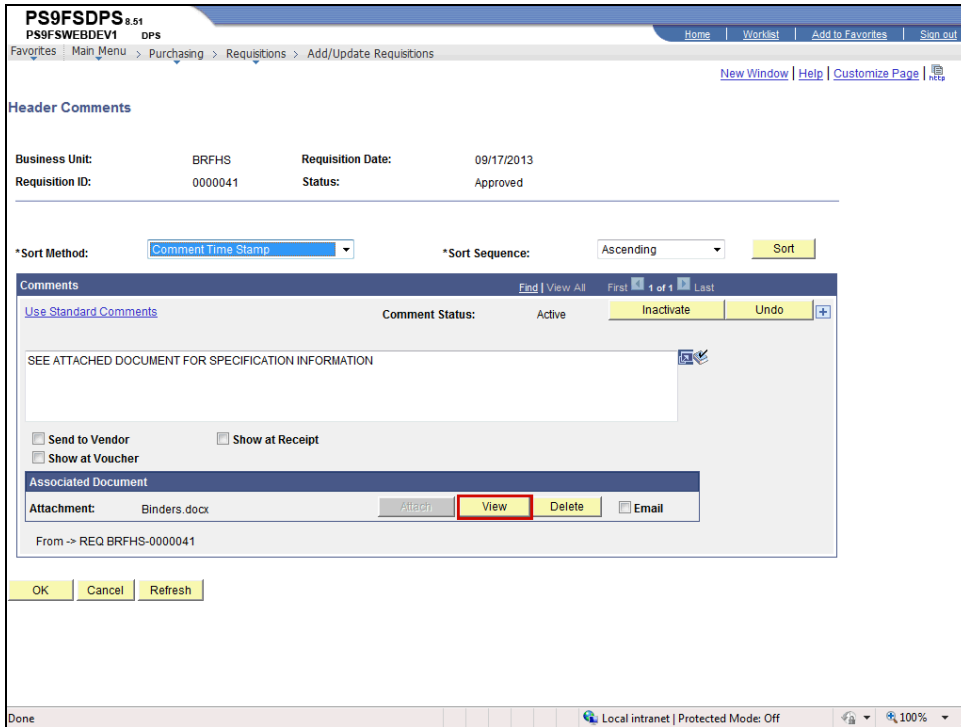 PS9FSDPS 8.51
PS9FSWEBDEV1 DPS
Home | Worklist | Add to Favorites | Sign out
Favorites | Main Menu > Purchasing > Requisitions > Add/Update Requisitions
New Window | Help | Customize Page | http
Header Comments
Business Unit: BRFHS Requisition Date: 09/17/2013
Requisition ID: 0000041 Status: Approved
*Sort Method: Comment Time Stamp *Sort Sequence: Ascending Sort
Comments Find | View All First 1 of 1 Last
Use Standard Comments Comment Status: Active Inactivate Undo
SEE ATTACHED DOCUMENT FOR SPECIFICATION INFORMATION
Send to Vendor Show at Receipt
Show at Voucher
Associated Document
Attachment: Binders.docx Attach View Delete Email
From -> REQ BRFHS-0000041
OK Cancel Refresh
Done Local intranet | Protected Mode: Off 100%